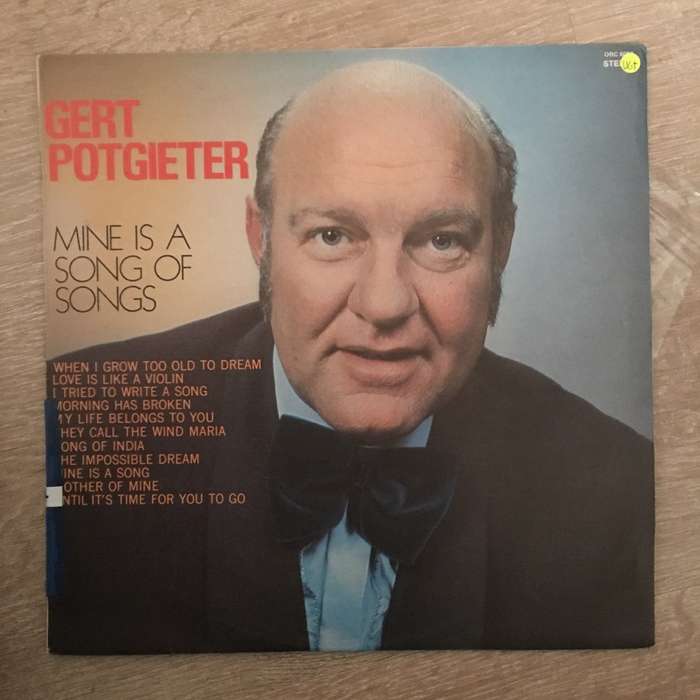 GERT
POTGIETER
MINE IS A
SONG OF
SONGS
WHEN I GROW TOO OLD TO DREAM
LOVE IS LIKE A VIOLIN
I TRIED TO WRITE A SONG
MORNING HAS BROKEN
MY LIFE BELONGS TO YOU
HEY CALL THE WIND MARIA
ONG OF INDIA
HE IMPOSSIBLE DREAM
INE IS A SONG
OTHER OF MINE
NTIL IT'S TIME FOR YOU TO GO
ORC
STE